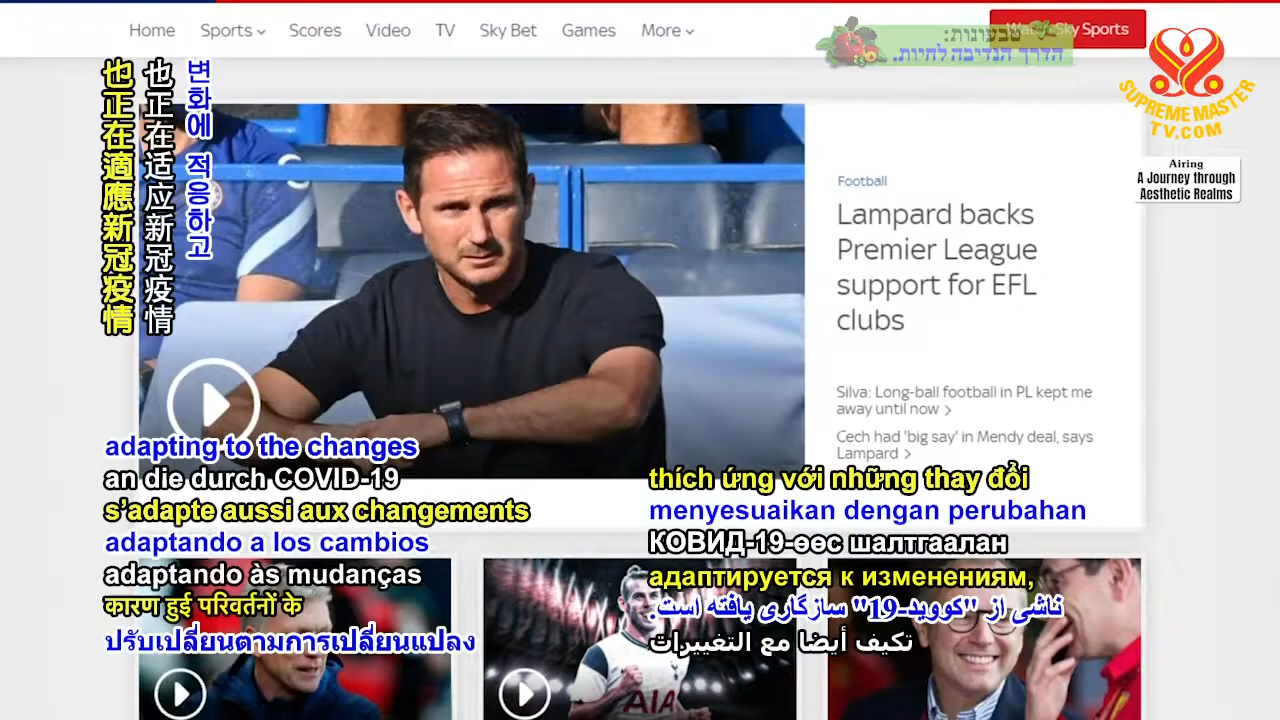 Home Sports Scores Video TV Sky Bet Games More
Sky Sports
טבעונות:
הדרך הנדיבה לחיות.
SUPREME MASTER
TV.COM
Airing
A Journey through
Aesthetic Realms
也正在適應新冠疫情
也正在适应新冠疫情
변화에 적응하고
Football
Lampard backs
Premier League
support for EFL
clubs
Silva: Long-ball football in PL kept me
away until now
Cech had 'big say' in Mendy deal, says
Lampard
adapting to the changes
an die durch COVID-19
s’adapte aussi aux changements
adaptando a los cambios
adaptando às mudanças
कारण हुई परिवर्तनों के
ปรับเปลี่ยนตามการเปลี่ยนแปลง
thích ứng với những thay đổi
menyesuaikan dengan perubahan
КОВИД-19-өөс шалтгаалан
адаптируется к изменениям,
ناشی از "کووید-19" سازگاری یافته است.
تكيف أيضا مع التغييرات
AIA